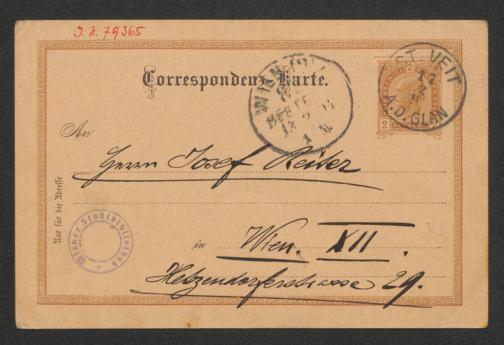 J.N. 79365
Correspondenz-Karte.
ST. VEIT
A.D. GLAN
2
WIEN
An
Herrn Josef Reiter
Nur für die Adresse
in Wien XII.
Hetzendorferstrasse 29.
Wiener Stadtbibliothek